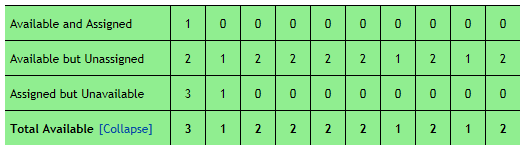 Available and Assigned 1 0 0 0 0 0 0 0 0 0
Available but Unassigned 2 1 2 2 2 2 1 2 1 2
Assigned but Unavailable 3 1 0 0 0 0 0 0 0 0
Total Available [Collapse] 3 1 2 2 2 2 1 2 1 2